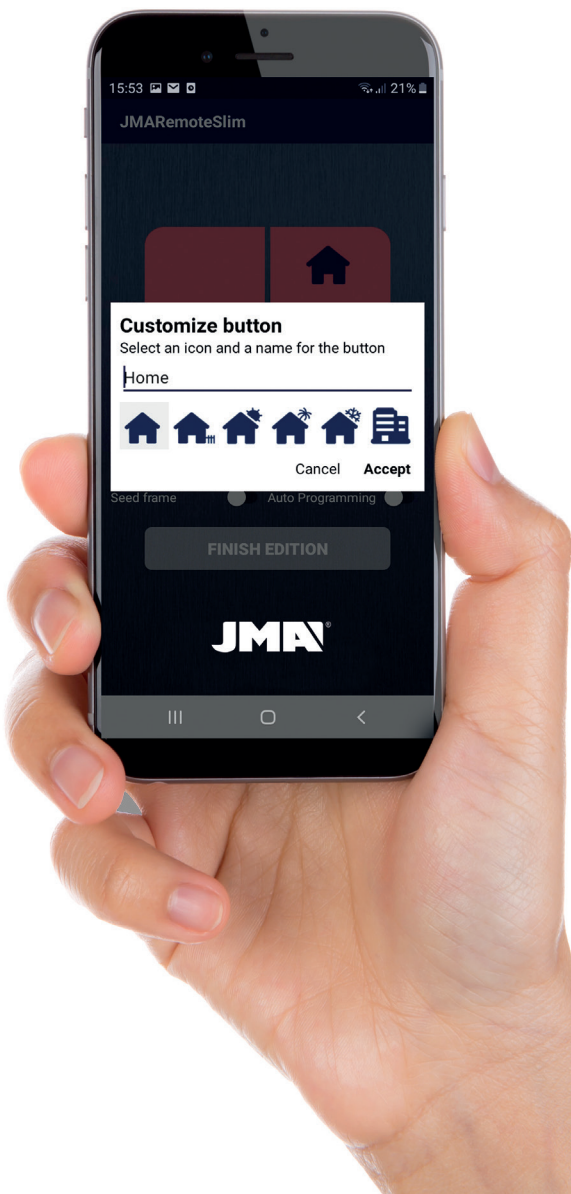 15:53 21%
JMARemoteSlim
Customize button
Select an icon and a name for the button
Home
Cancel Accept
Seed frame Auto Programming
FINISH EDITION
JMA®